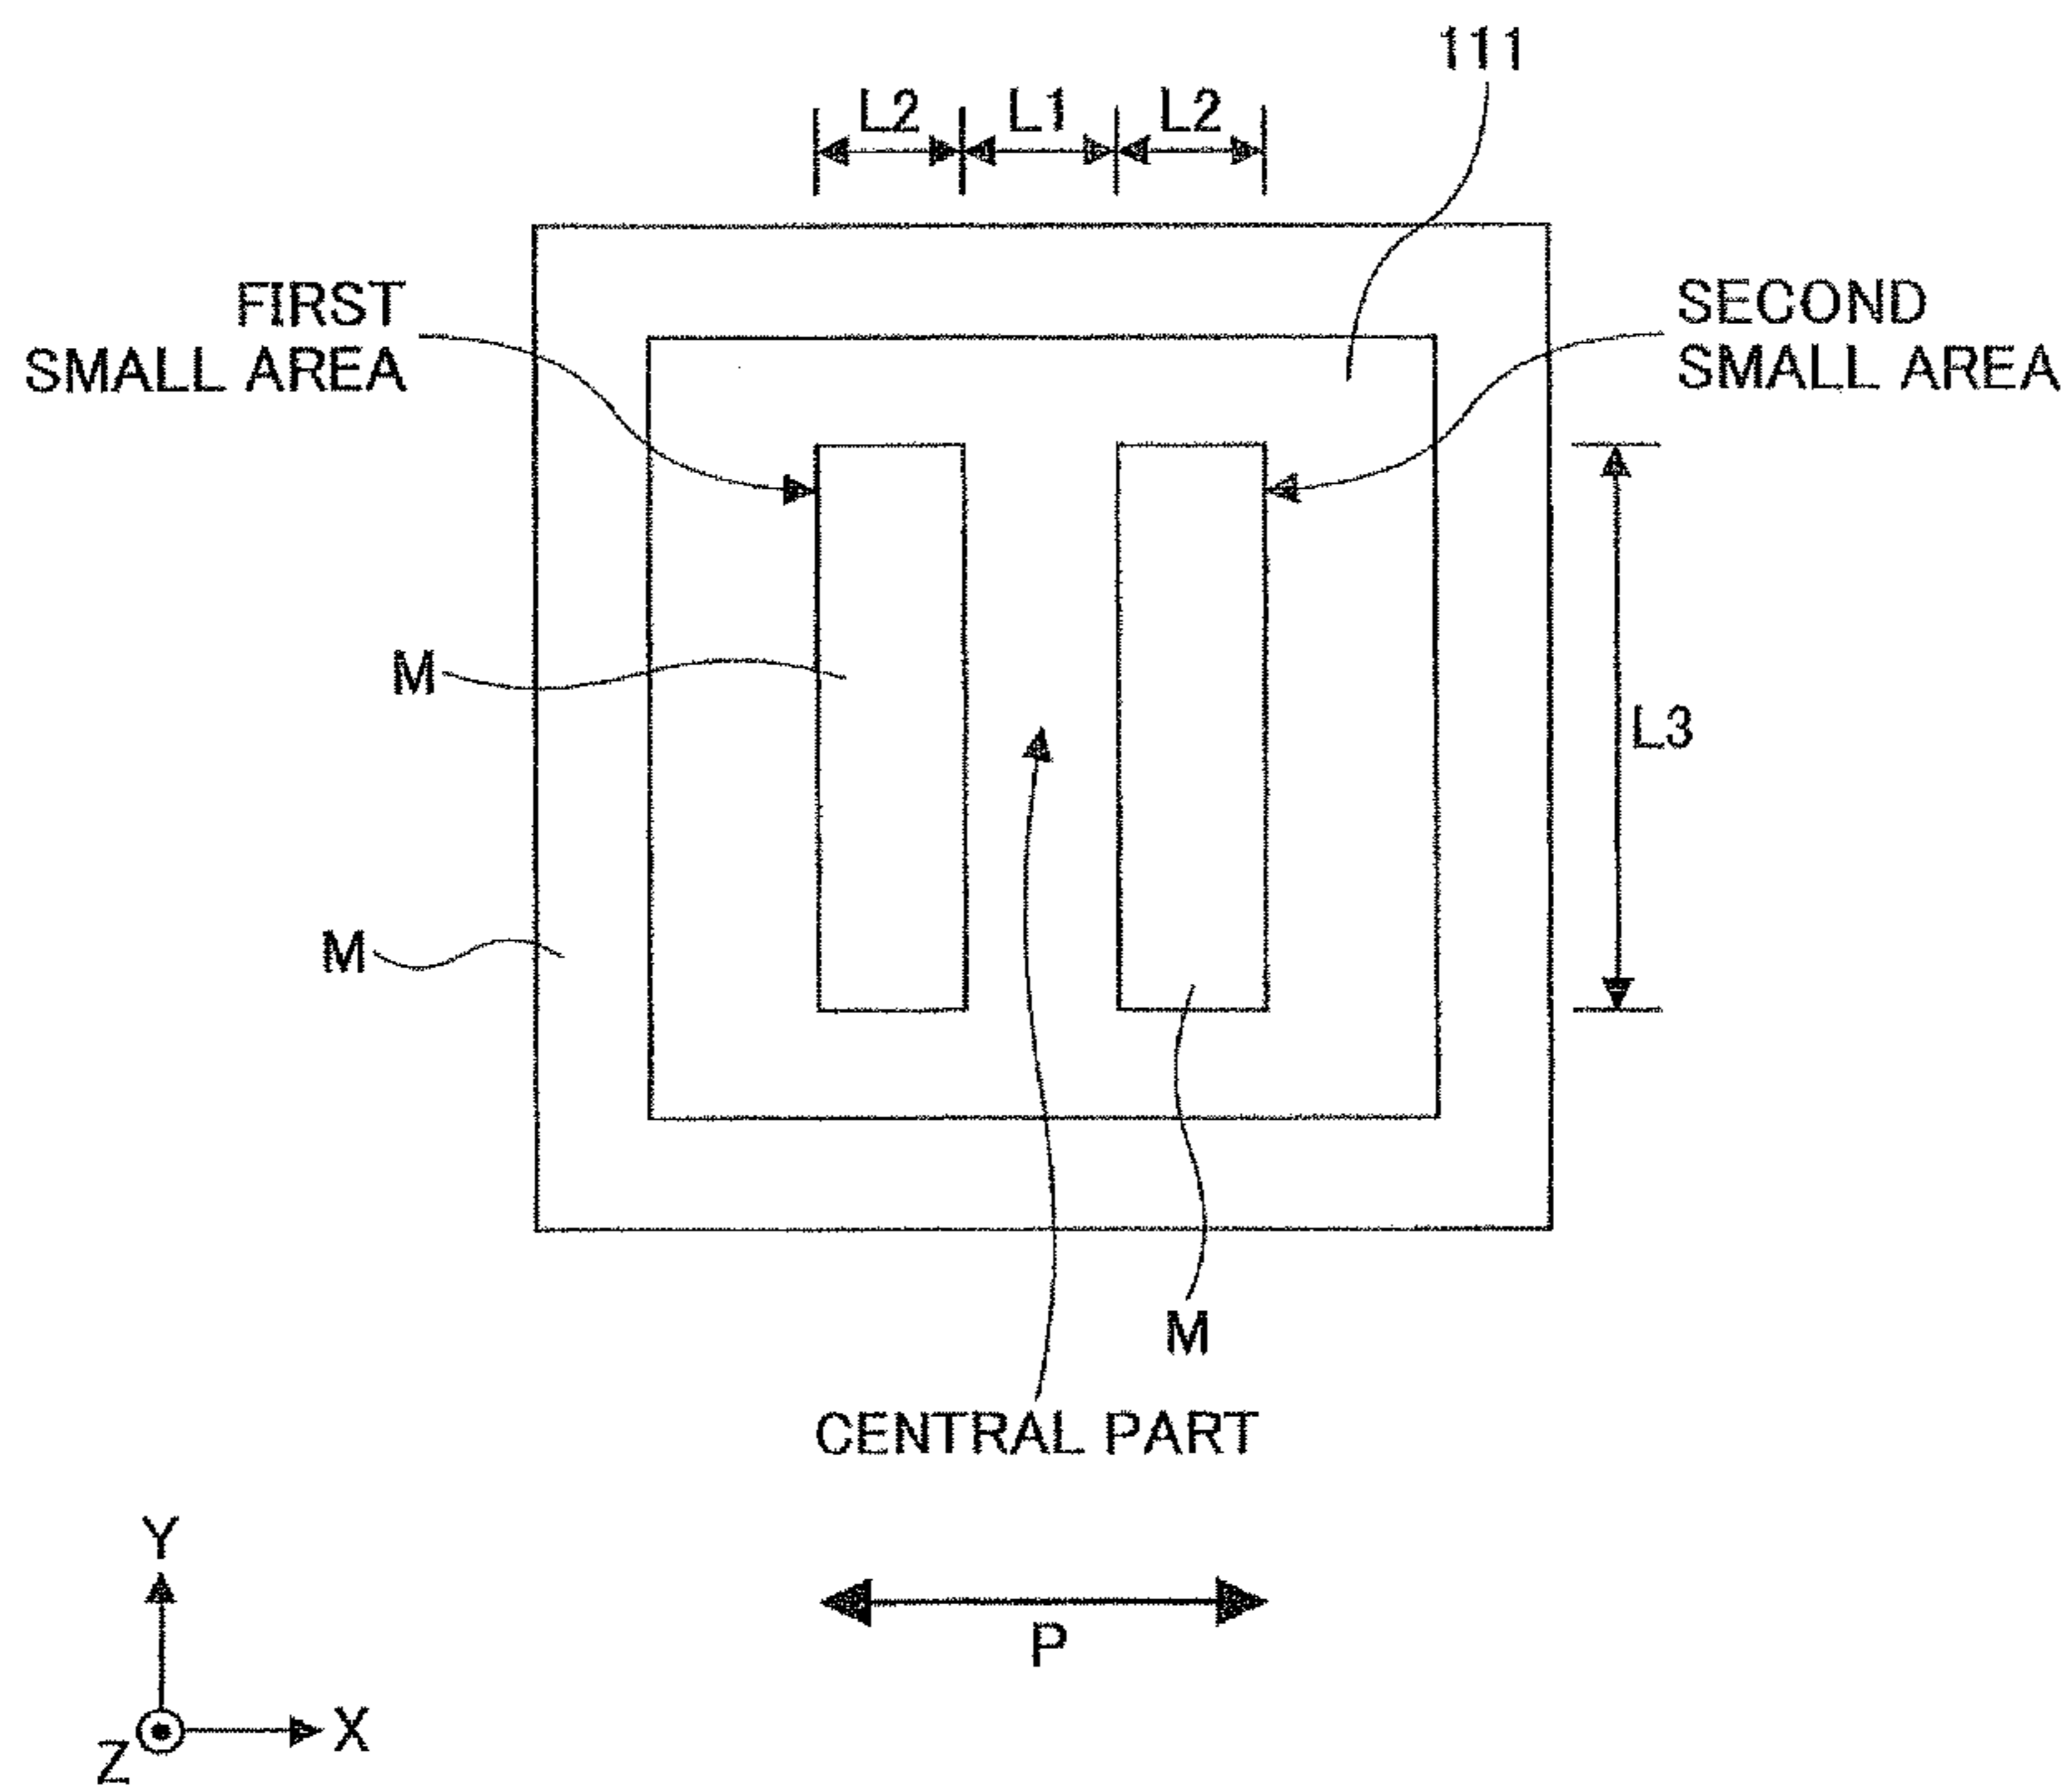 111
L2 L1 L2
FIRST
SMALL AREA
SECOND
SMALL AREA
M
L3
M
M
CENTRAL PART
Y
P
X
Z